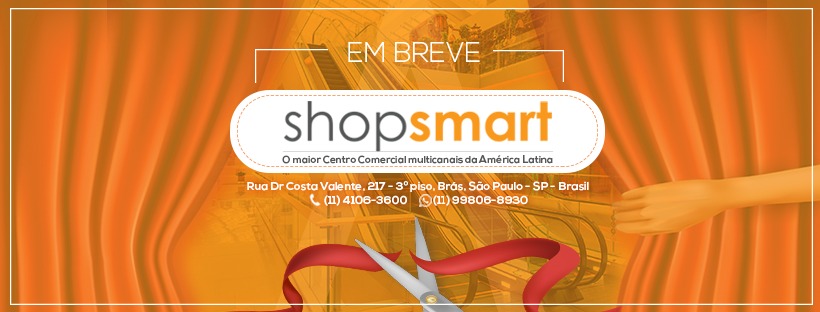 EM BREVE
shopsmart
O maior Centro Comercial multicanais da América Latina
Rua Dr Costa Valente, 217 - 3º piso, Brás, São Paulo - SP - Brasil
(11) 4106-3600 (11) 99806-8930